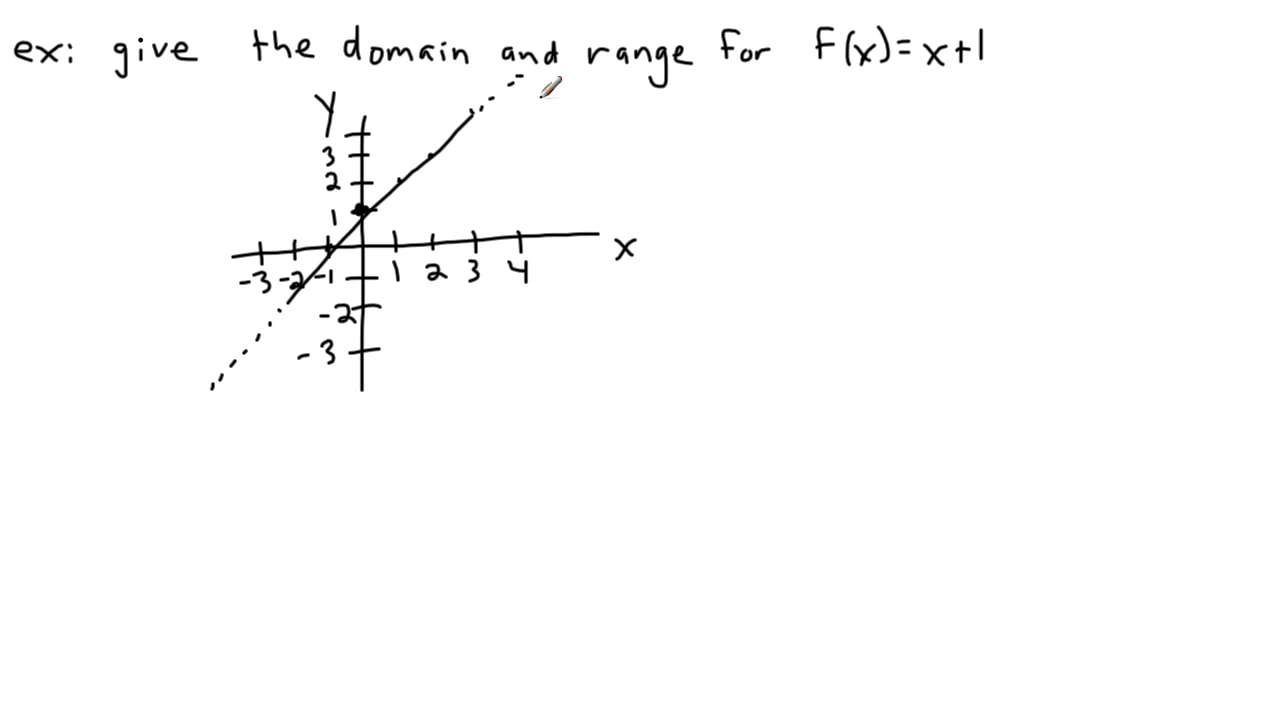 ex: give the domain and range for F(x)=x+1
Y
3
2
1
-3 -2 -1 1 2 3 4 x
-2
-3